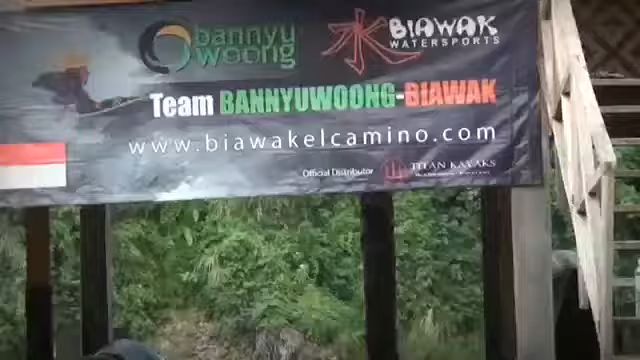 bannyu
woong
BIAWAK
WATERSPORTS
Team BANNYUWOONG-BIAWAK
www.biawakelcamino.com
Official Distributor
TITAN KAYAKS